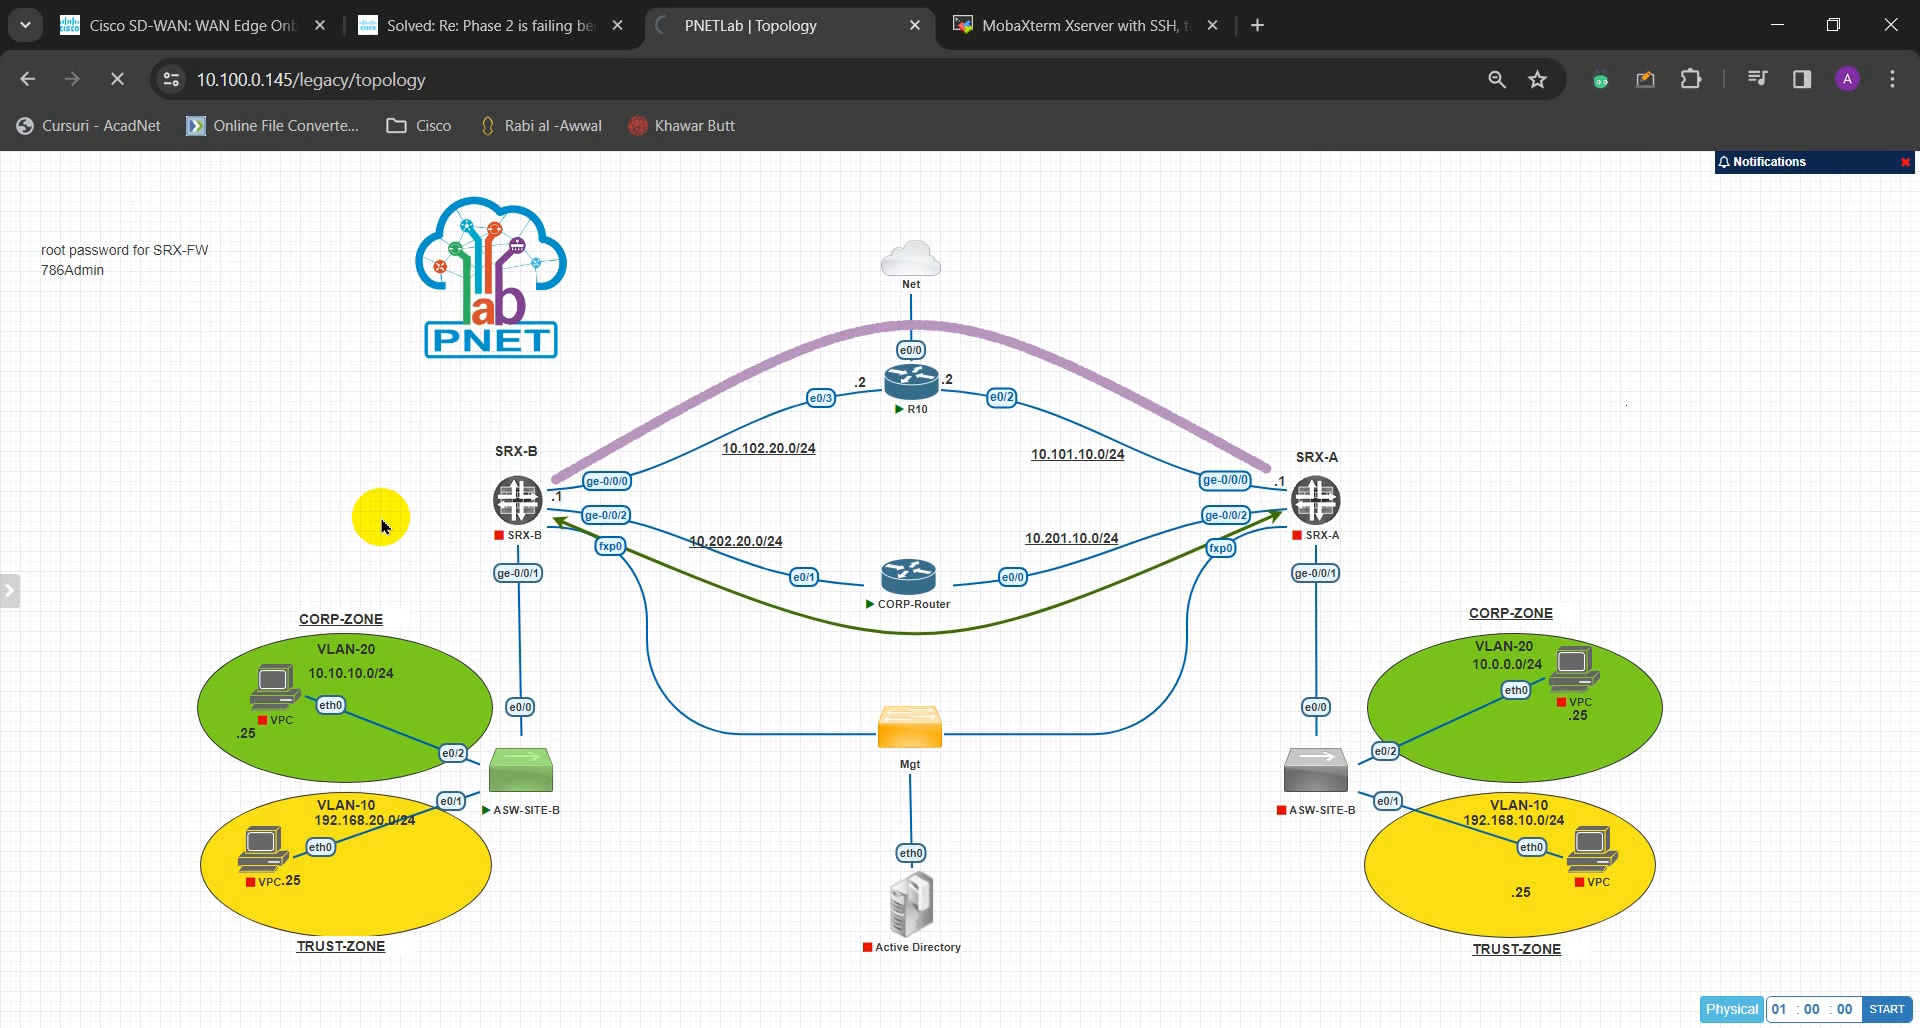 Cisco SD-WAN: WAN Edge Onb
Solved: Re: Phase 2 is failing be
PNETLab | Topology
MobaXterm Xserver with SSH, t
10.100.0.145/legacy/topology
A
Cursuri - AcadNet
Online File Converte...
Cisco
Rabi al -Awwal
Khawar Butt
Notifications
root password for SRX-FW
786Admin
lab
PNET
Net
e0/0
.2
.2
e0/3
e0/2
R10
SRX-B
10.102.20.0/24
10.101.10.0/24
SRX-A
ge-0/0/0
ge-0/0/0
.1
.1
ge-0/0/2
ge-0/0/2
SRX-B
10.202.20.0/24
10.201.10.0/24
SRX-A
fxp0
fxp0
ge-0/0/1
e0/1
e0/0
ge-0/0/1
CORP-Router
CORP-ZONE
CORP-ZONE
VLAN-20
10.10.10.0/24
VLAN-20
10.0.0.0/24
eth0
eth0
VPC
.25
VPC
.25
e0/0
e0/0
e0/2
e0/2
Mgt
e0/1
e0/1
ASW-SITE-B
ASW-SITE-B
VLAN-10
192.168.20.0/24
VLAN-10
192.168.10.0/24
eth0
eth0
eth0
VPC
.25
VPC
.25
TRUST-ZONE
Active Directory
TRUST-ZONE
Physical
01 : 00 : 00
START